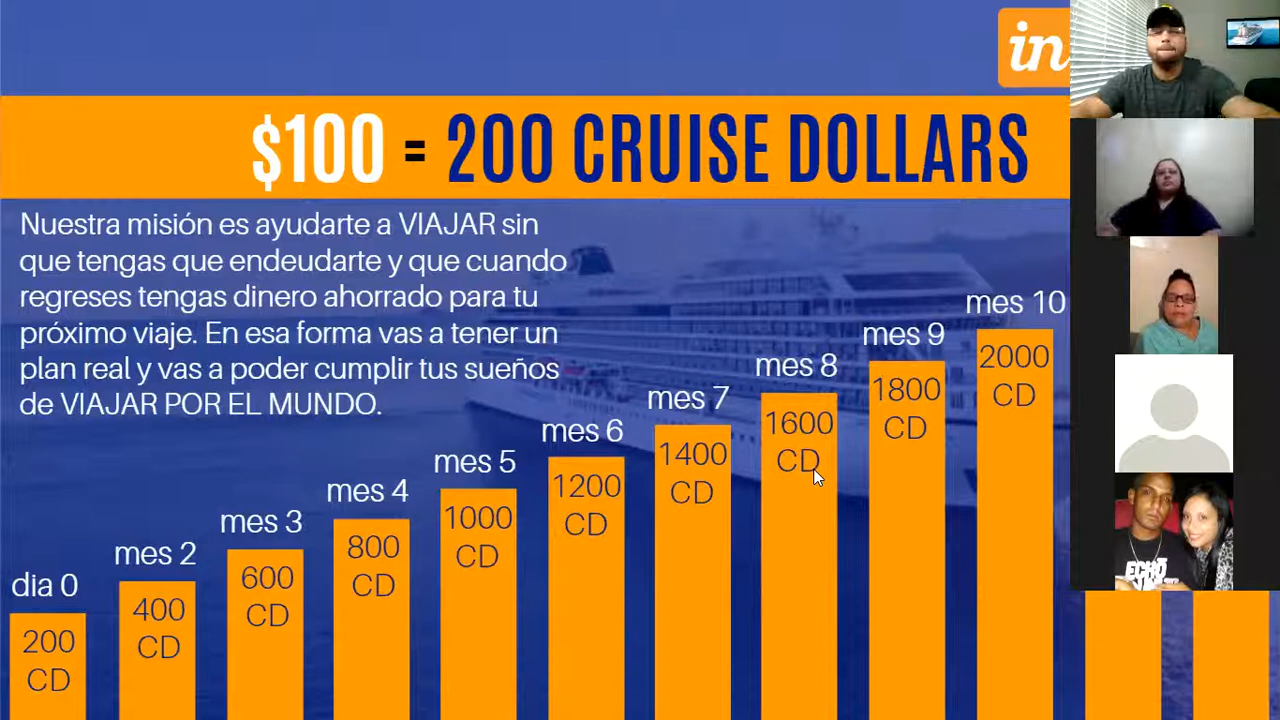 in
$100 = 200 CRUISE DOLLARS
Nuestra misión es ayudarte a VIAJAR sin
que tengas que endeudarte y que cuando
regreses tengas dinero ahorrado para tu
próximo viaje. En esa forma vas a tener un
plan real y vas a poder cumplir tus sueños
de VIAJAR POR EL MUNDO.
dia 0
200
CD
mes 2
400
CD
mes 3
600
CD
mes 4
800
CD
mes 5
1000
CD
mes 6
1200
CD
mes 7
1400
CD
mes 8
1600
CD
mes 9
1800
CD
mes 10
2000
CD